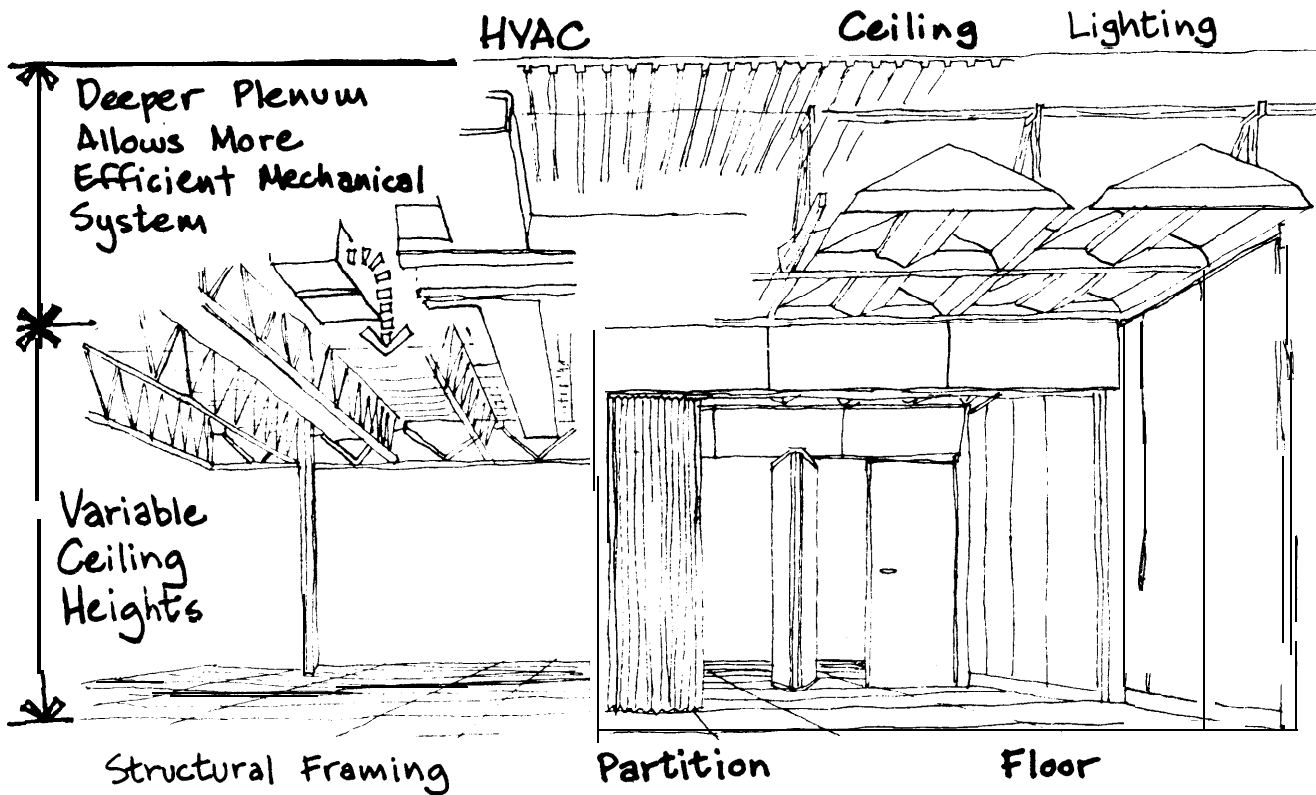 HVAC
Ceiling
Lighting
Deeper Plenum
Allows More
Efficient Mechanical
System
Variable
Ceiling
Heights
Structural Framing
Partition
Floor